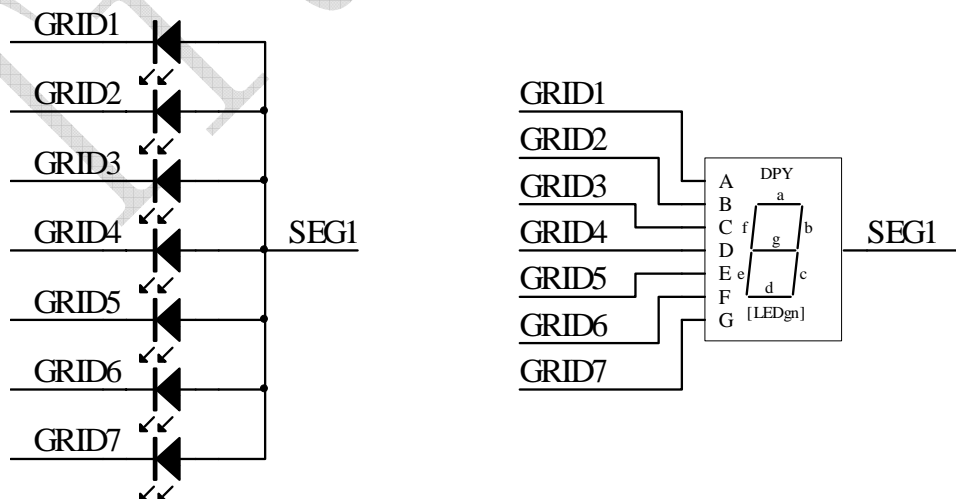 GRID1
GRID2
GRID3
GRID4
GRID5
GRID6
GRID7
SEG1
GRID1
GRID2
GRID3
GRID4
GRID5
GRID6
GRID7
A
B
C
D
E
F
G
DPY
a
f
b
g
e
c
d
[LEDgn]
SEG1